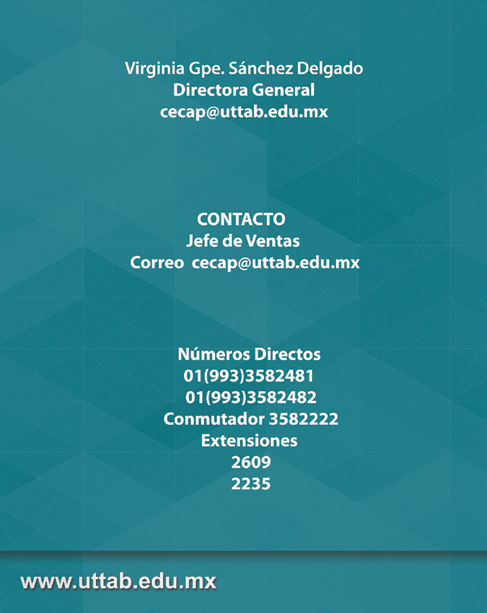 Virginia Gpe. Sánchez Delgado
Directora General
cecap@uttab.edu.mx
CONTACTO
Jefe de Ventas
Correo cecap@uttab.edu.mx
Números Directos
01(993)3582481
01(993)3582482
Conmutador 3582222
Extensiones
2609
2235
www.uttab.edu.mx